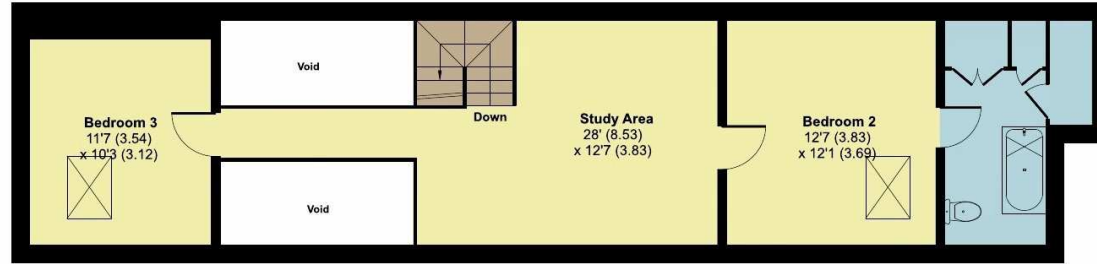 Void
Bedroom 3
11'7 (3.54)
x 10'3 (3.12)
Down
Study Area
28' (8.53)
x 12'7 (3.83)
Bedroom 2
12'7 (3.83)
x 12'1 (3.69)
Void